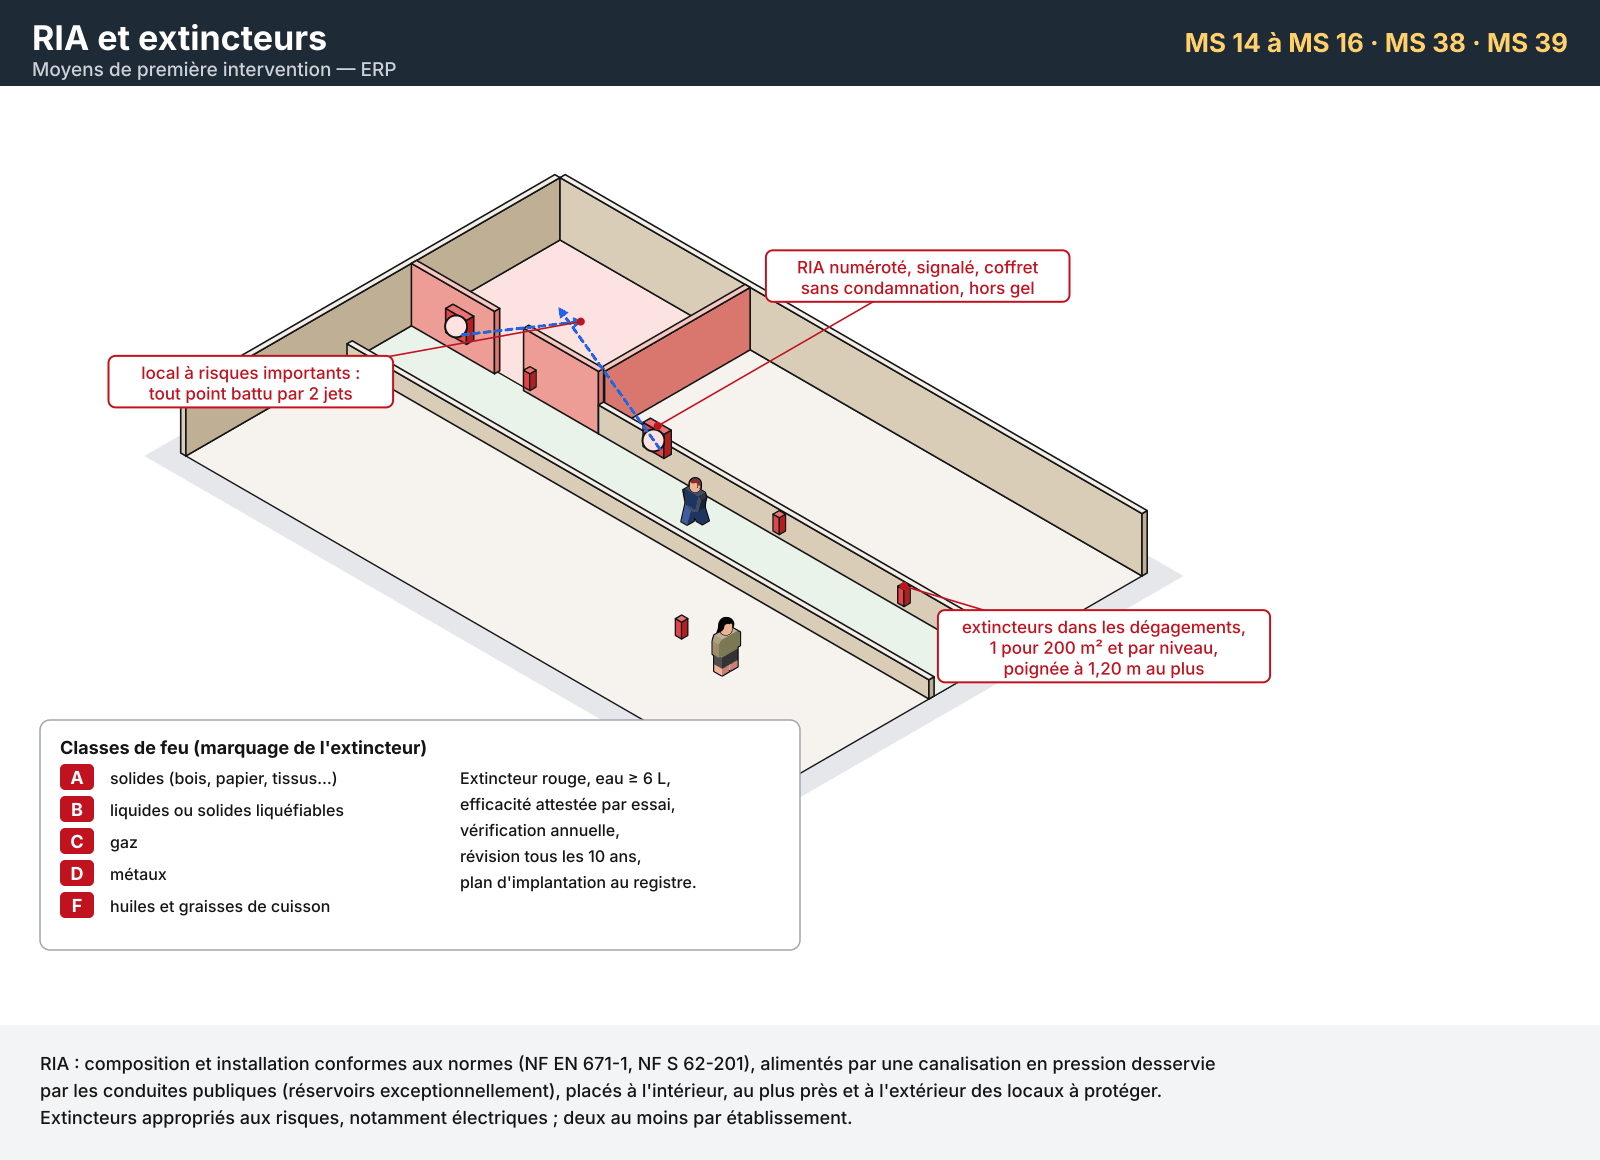 RIA et extincteurs
Moyens de première intervention — ERP
MS 14 à MS 16 · MS 38 · MS 39
RIA numéroté, signalé, coffret
sans condamnation, hors gel
local à risques importants :
tout point battu par 2 jets
extincteurs dans les dégagements,
1 pour 200 m² et par niveau,
poignée à 1,20 m au plus
Classes de feu (marquage de l'extincteur)
A solides (bois, papier, tissus…)
B liquides ou solides liquéfiables
C gaz
D métaux
F huiles et graisses de cuisson
Extincteur rouge, eau ≥ 6 L,
efficacité attestée par essai,
vérification annuelle,
révision tous les 10 ans,
plan d'implantation au registre.
RIA : composition et installation conformes aux normes (NF EN 671-1, NF S 62-201), alimentés par une canalisation en pression desservie
par les conduites publiques (réservoirs exceptionnellement), placés à l'intérieur, au plus près et à l'extérieur des locaux à protéger.
Extincteurs appropriés aux risques, notamment électriques ; deux au moins par établissement.